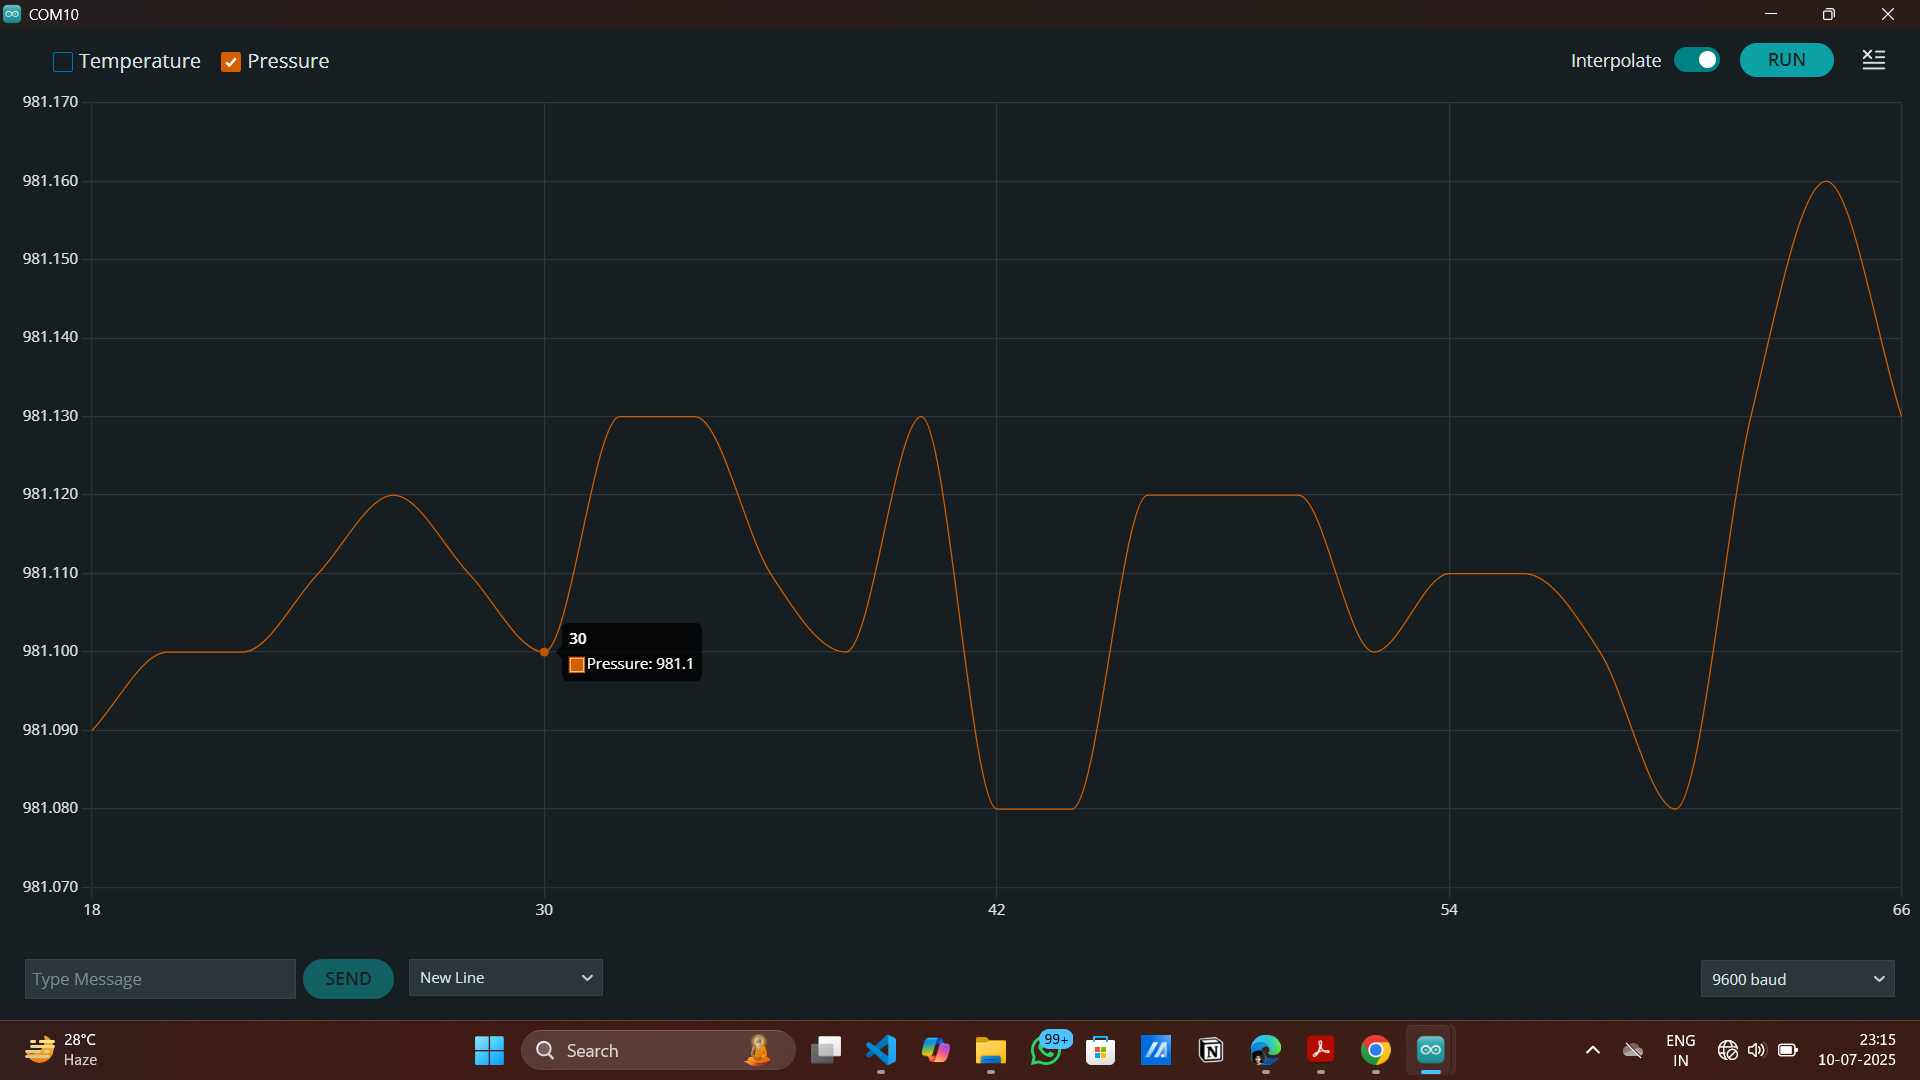 COM10
Temperature Pressure
Interpolate RUN
981.170
981.160
981.150
981.140
981.130
981.120
981.110
981.100
981.090
981.080
981.070
30
Pressure: 981.1
18 30 42 54 66
Type Message SEND New Line 9600 baud
28°C
Haze
Search
99+
ENG
IN
23:15
10-07-2025